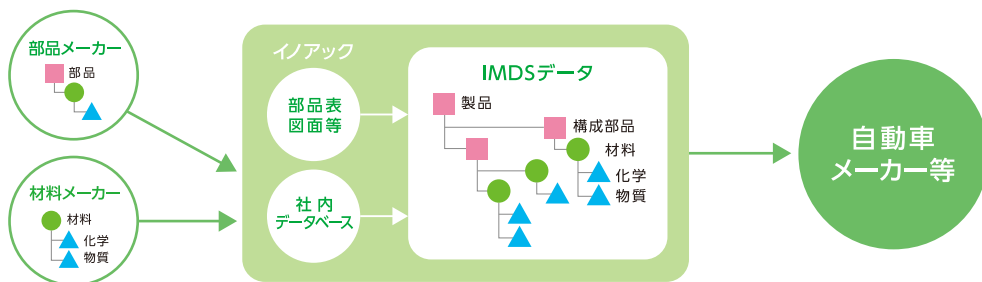 部品メーカー
部品
材料メーカー
材料
化学
物質
イノアック
部品表
図面等
社内
データベース
IMDSデータ
製品
構成部品
材料
化学
物質
自動車
メーカー等